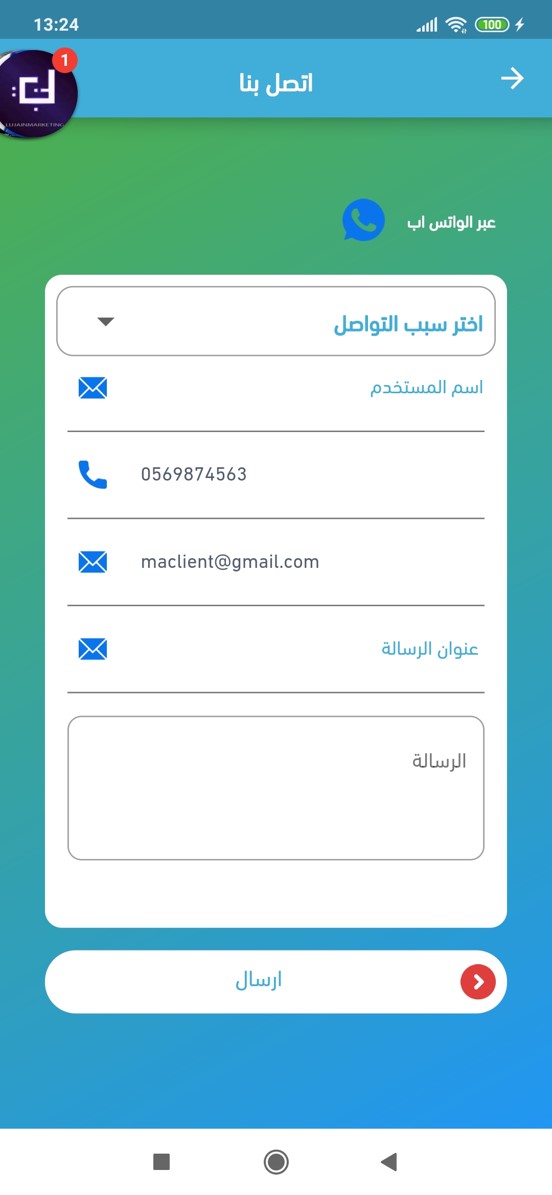 13:24
100
1
LUJAINMARKETING
اتصل بنا
عبر الواتس اب
اختر سبب التواصل
اسم المستخدم
0569874563
maclient@gmail.com
عنوان الرسالة
الرسالة
ارسال